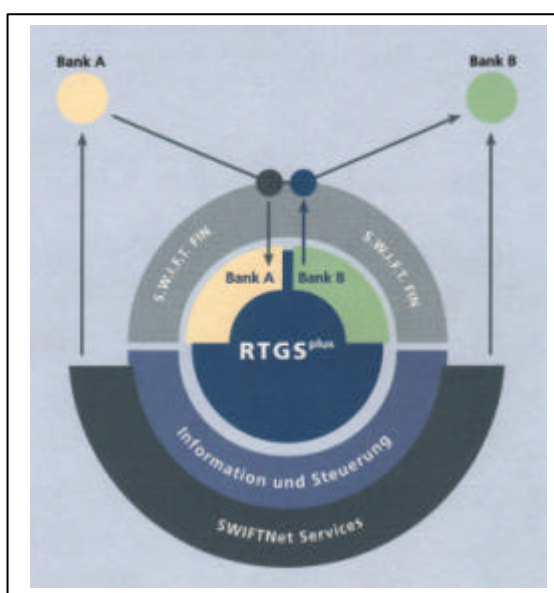 Bank A
Bank B
S.W.I.F.T. FIN
S.W.I.F.T. FIN
Bank A
Bank B
RTGSplus
Information und Steuerung
SWIFTNet Services